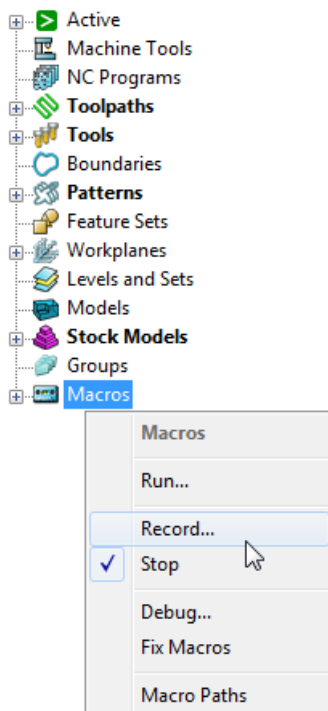 Active
Machine Tools
NC Programs
Toolpaths
Tools
Boundaries
Patterns
Feature Sets
Workplanes
Levels and Sets
Models
Stock Models
Groups
Macros
Macros
Run...
Record...
Stop
Debug...
Fix Macros
Macro Paths